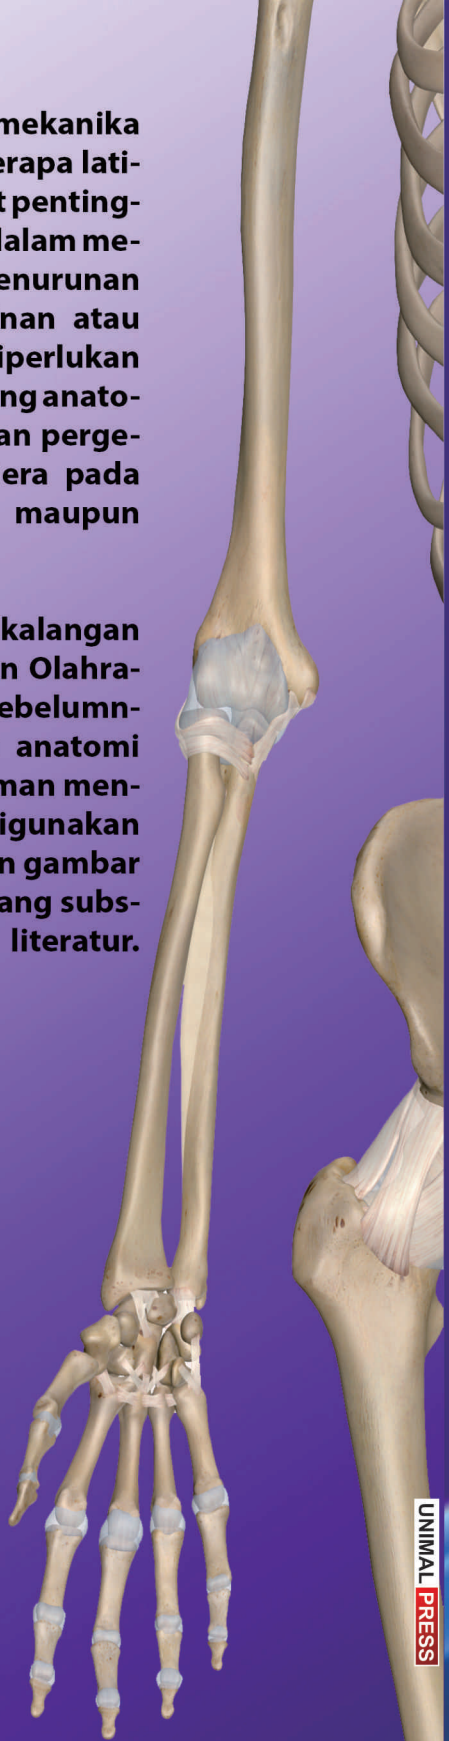 mekanika
erapa lati-
t penting-
dalam me-
enurunan
nan atau
iperlukan
ng anato-
an perge-
era pada
maupun
kalangan
n Olahra-
ebelumn-
anatomi
man men-
igunakan
n gambar
ang subs-
literatur.
UNIMAL PRESS